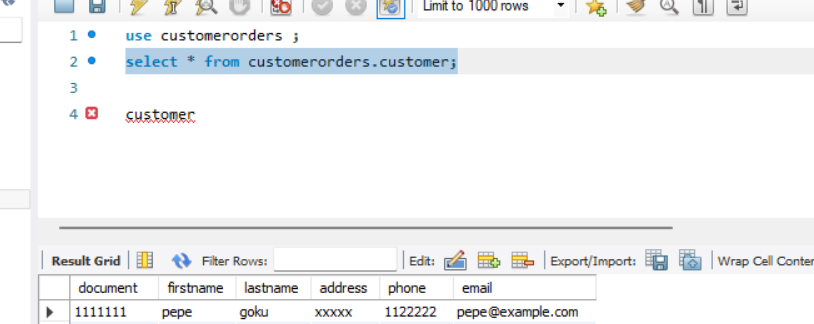 Limit to 1000 rows
1 use customerorders ;
2 select * from customerorders.customer;
3
4 customer
Result Grid Filter Rows: Edit: Export/Import: Wrap Cell Conter
document firstname lastname address phone email
1111111 pepe goku xxxxx 1122222 pepe@example.com